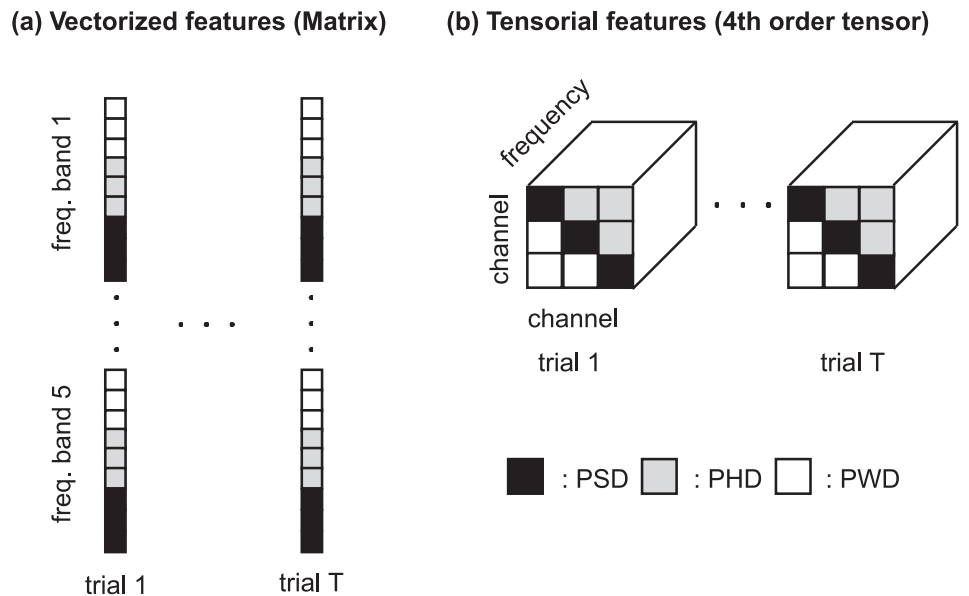 (a) Vectorized features (Matrix)
(b) Tensorial features (4th order tensor)
freq. band 1
freq. band 5
trial 1
trial T
frequency
channel
channel
trial 1
trial T
: PSD
: PHD
: PWD